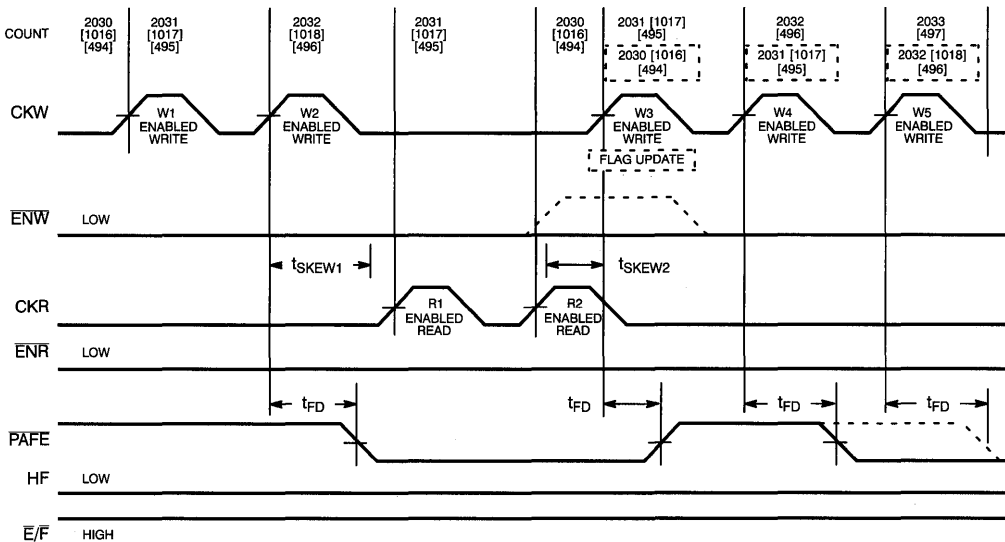 COUNT
2030 [1016] [494]
2031 [1017] [495]
2032 [1018] [496]
2031 [1017] [495]
2030 [1016] [494]
2031 [1017] [495]
2032 [496]
2033 [497]
2030 [1016] [494]
2031 [1017] [495]
2032 [1018] [496]
CKW
W1 ENABLED WRITE
W2 ENABLED WRITE
W3 ENABLED WRITE
W4 ENABLED WRITE
W5 ENABLED WRITE
FLAG UPDATE
ENW
LOW
tSKEW1
tSKEW2
CKR
R1 ENABLED READ
R2 ENABLED READ
ENR
LOW
tFD
tFD
tFD
tFD
PAFE
HF
LOW
E/F
HIGH